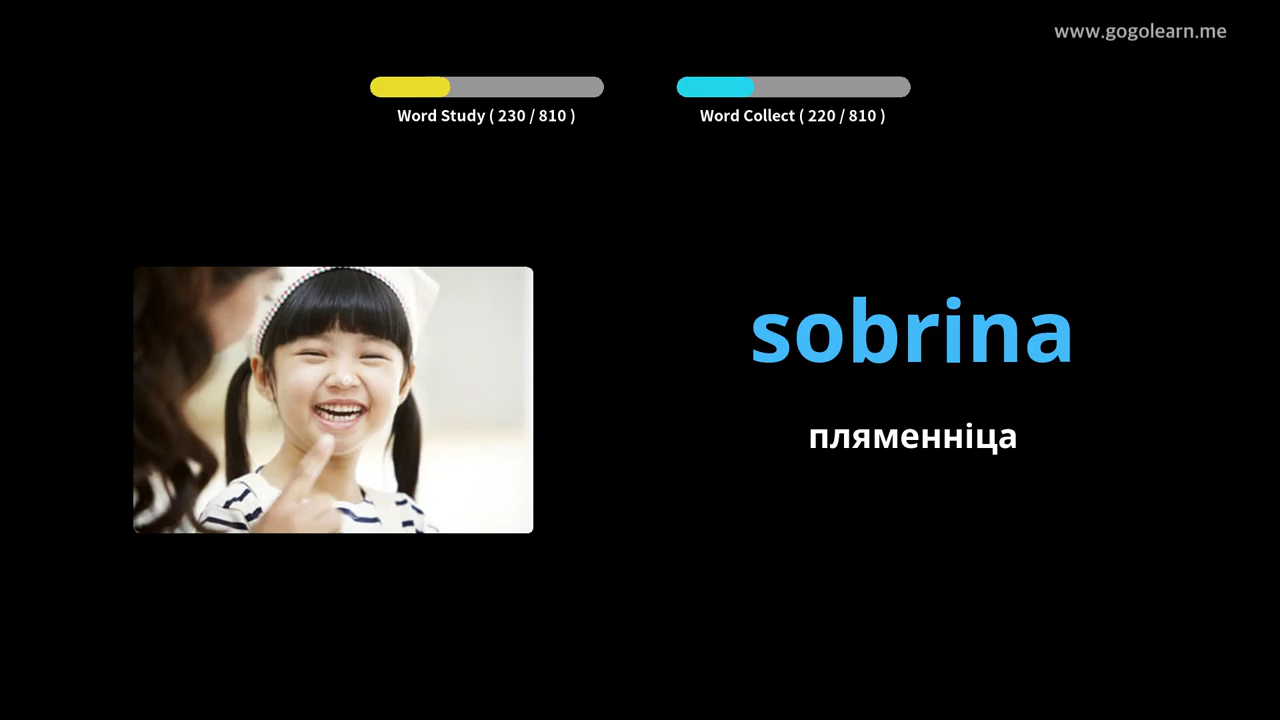 www.gogolearn.me
Word Study ( 230 / 810 )
Word Collect ( 220 / 810 )
sobrina
пляменніца